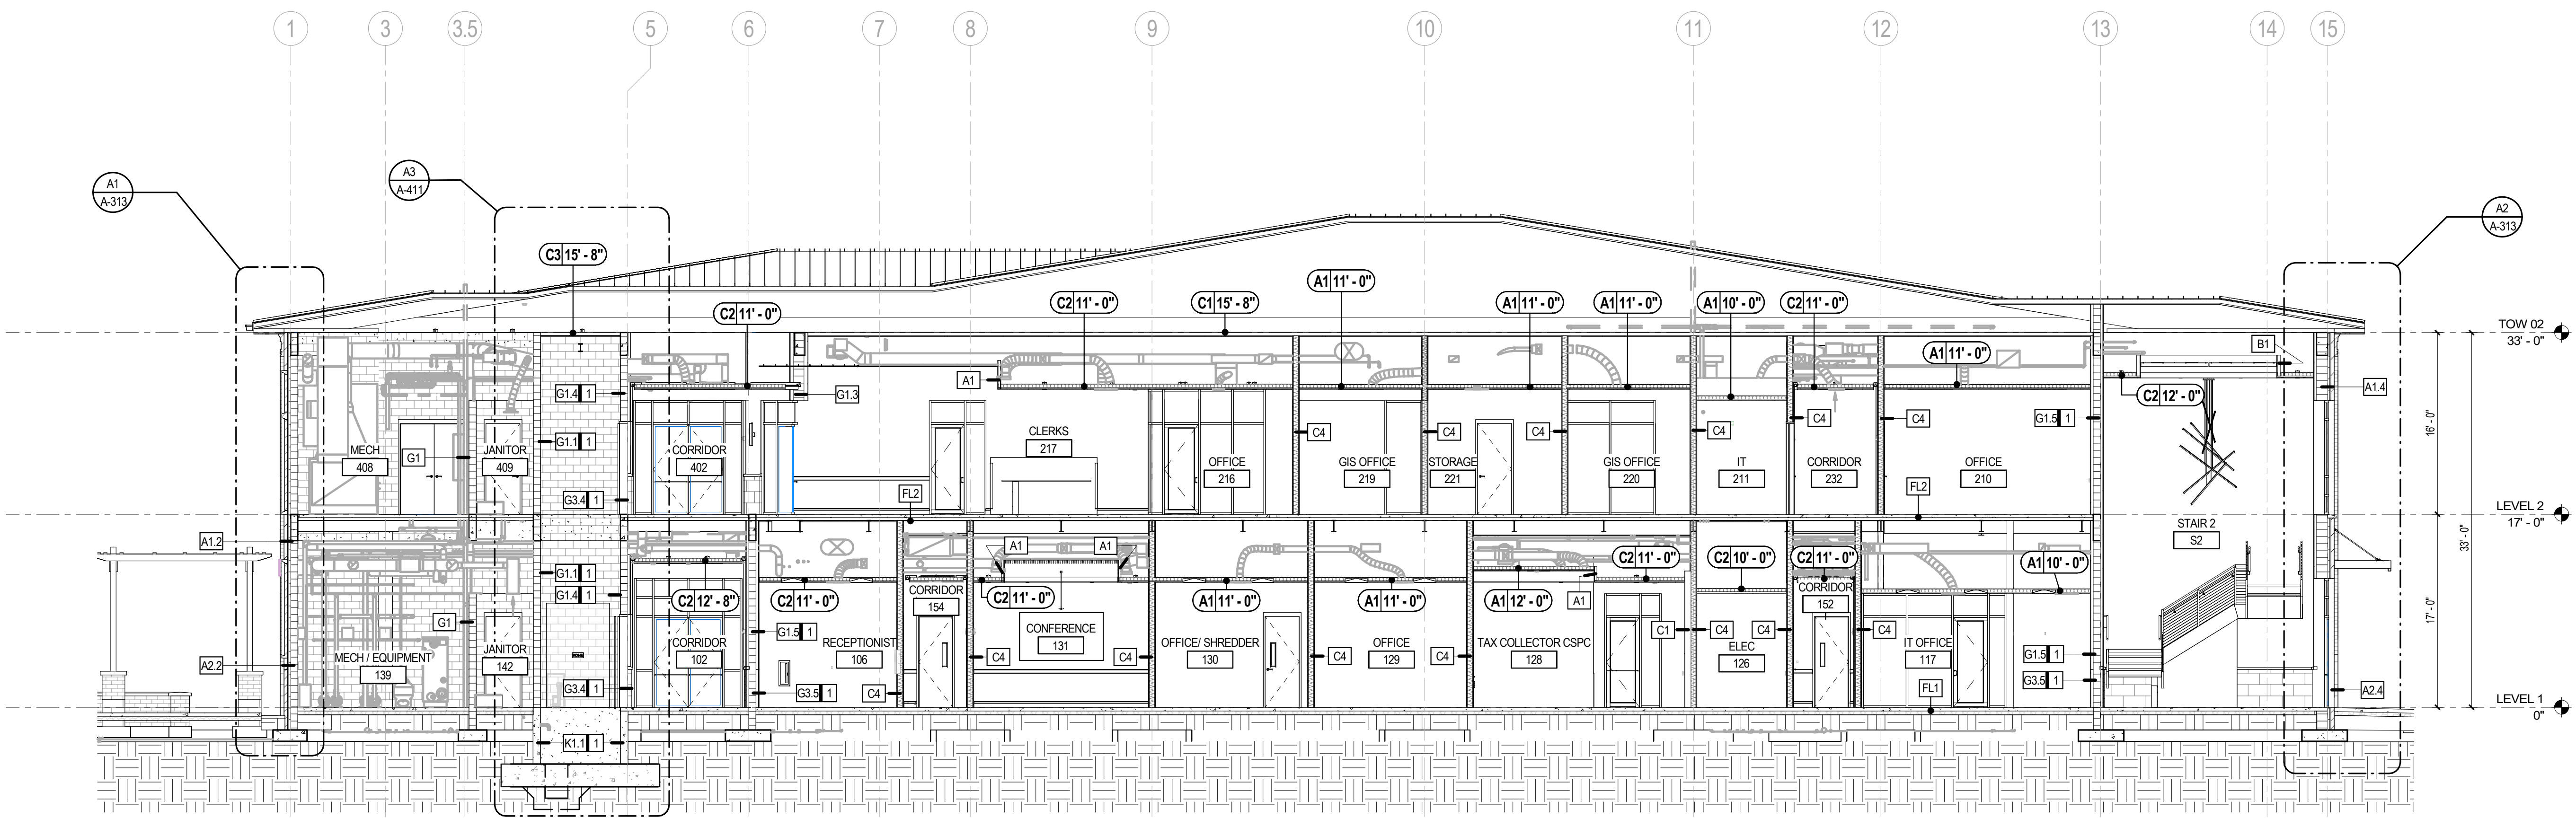 1 3 3.5 5 6 7 8 9 10 11 12 13 14 15
A3
A-411
A1
A-313
A2
A-313
C3 15' - 8"
A1 11' - 0"
C2 11' - 0"
C2 11' - 0"
C1 15' - 8"
A1 11' - 0"
A1 11' - 0"
A1 10' - 0"
C2 11' - 0"
TOW 02
33' - 0"
B1
A1 11' - 0"
A1
G1.4 1
G1.3
A1.4
C2 12' - 0"
G1.5 1
C4
C4
C4
C4
C4
C4
CLERKS
217
G1.1 1
MECH
408
G1
JANITOR
409
CORRIDOR
402
OFFICE
216
GIS OFFICE
219
STORAGE
221
GIS OFFICE
220
IT
211
CORRIDOR
232
OFFICE
210
16' - 0"
G3.4 1
FL2
FL2
LEVEL 2
17' - 0"
STAIR 2
S2
33' - 0"
A1.2
A1
A1
C2 11' - 0"
C2 10' - 0"
C2 11' - 0"
A1 10' - 0"
G1.1 1
G1.4 1
C2 12' - 8"
C2 11' - 0"
CORRIDOR
154
C2 11' - 0"
A1 11' - 0"
A1 11' - 0"
A1 12' - 0"
A1
CORRIDOR
152
17' - 0"
G1
G1.5 1
CONFERENCE
131
C1
C4
C4
C4
MECH / EQUIPMENT
139
JANITOR
142
CORRIDOR
102
RECEPTIONIST
106
OFFICE/ SHREDDER
130
OFFICE
129
TAX COLLECTOR CSPC
128
ELEC
126
IT OFFICE
117
A2.2
G3.4 1
G3.5 1
C4
C4
C4
C4
C4
G1.5 1
G3.5 1
FL1
A2.4
LEVEL 1
0"
K1.1 1